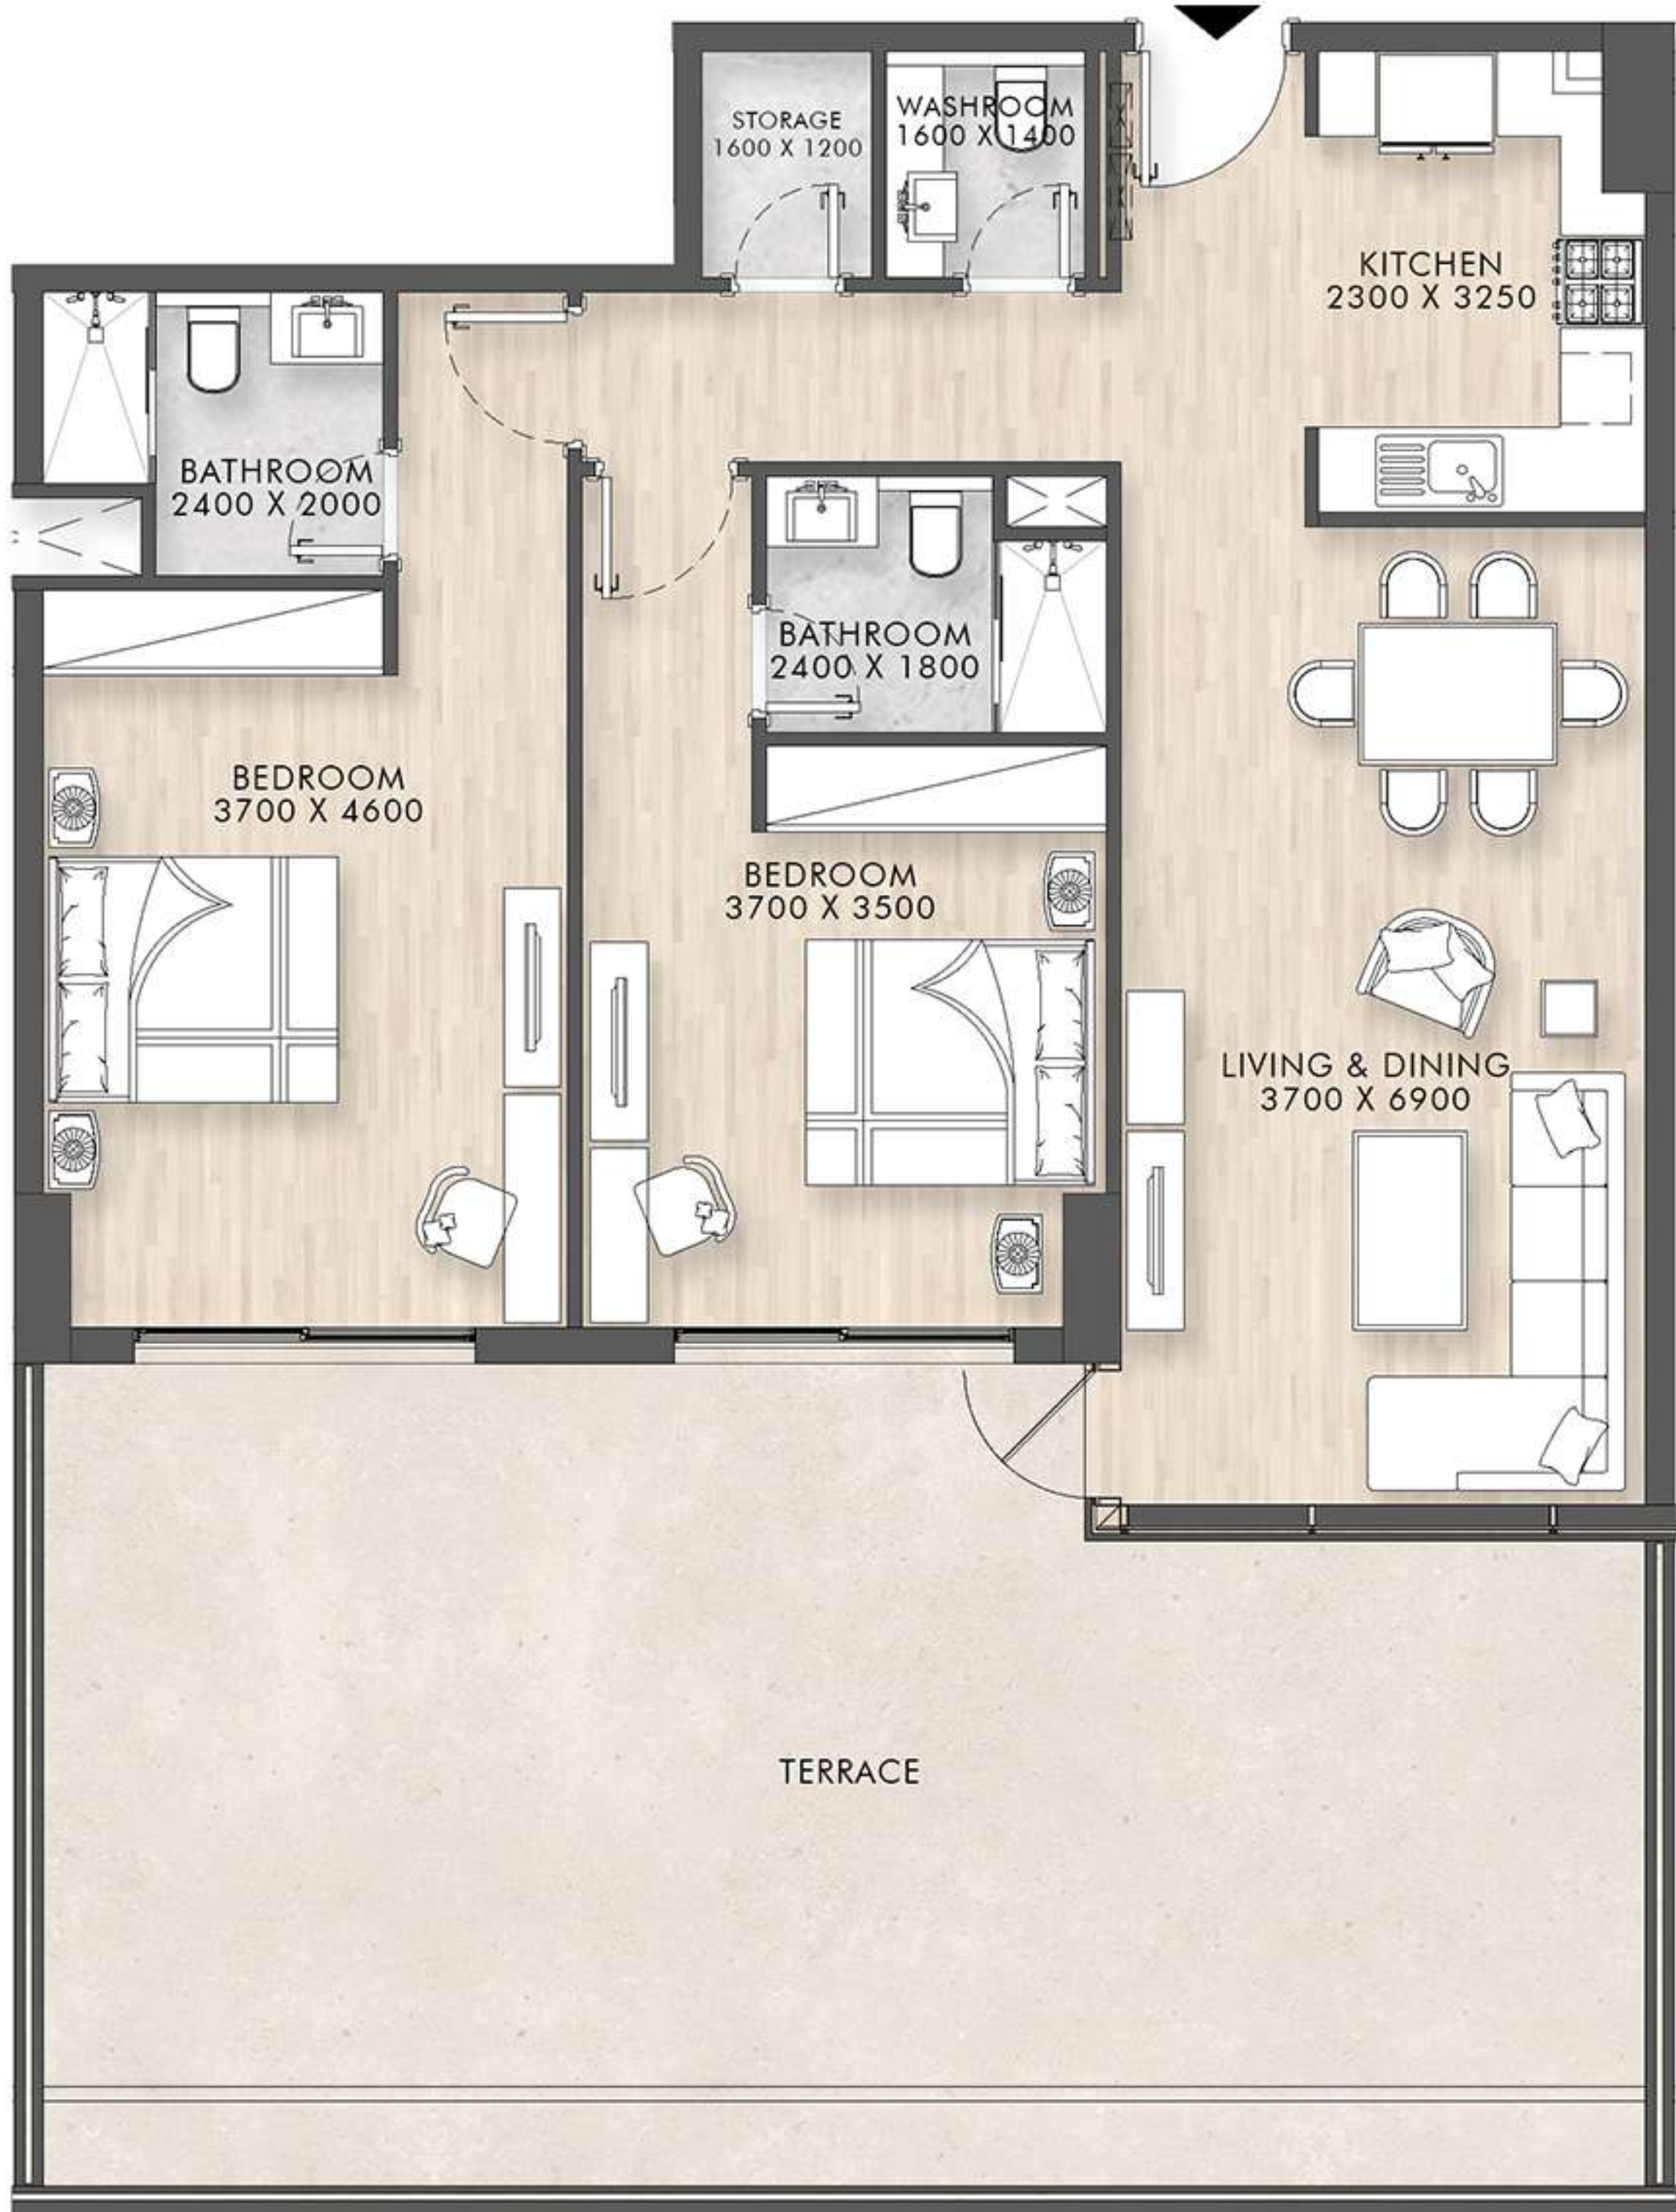 STORAGE
1600 X 1200
WASHROOM
1600 X 1400
KITCHEN
2300 X 3250
BATHROOM
2400 X 2000
BATHROOM
2400 X 1800
BEDROOM
3700 X 4600
BEDROOM
3700 X 3500
LIVING & DINING
3700 X 6900
TERRACE